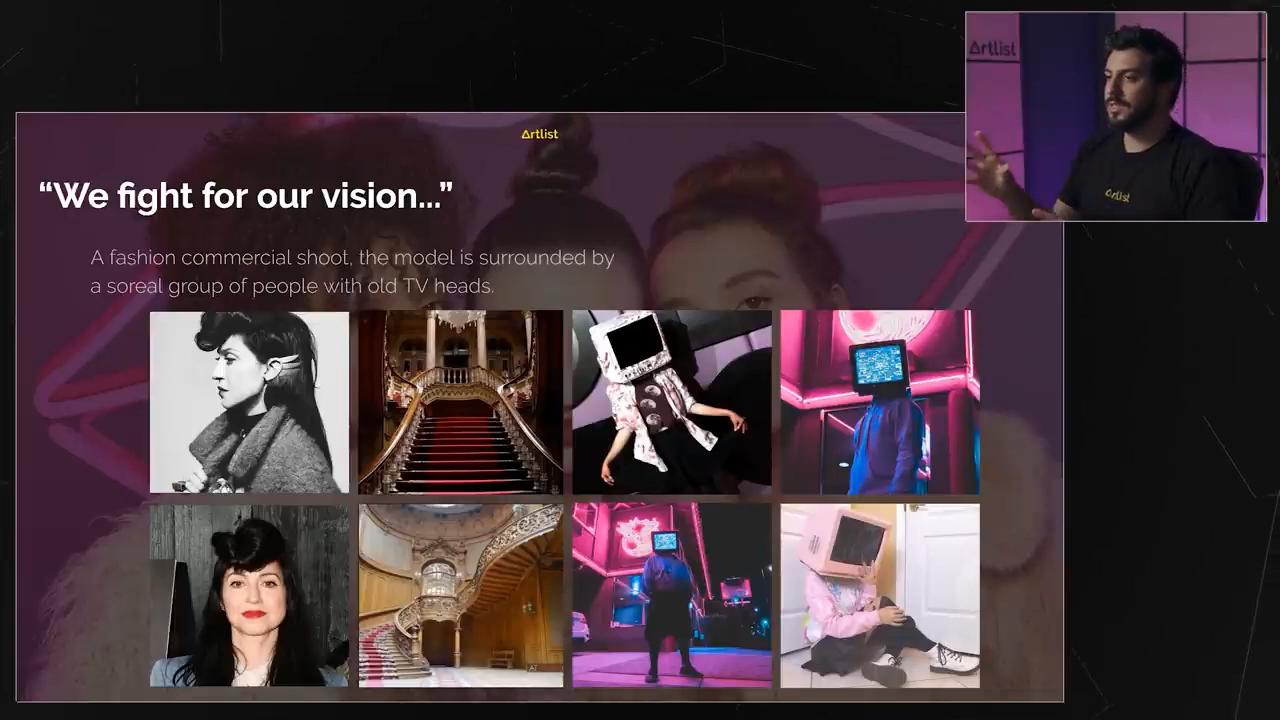 Artlist
Artlist
"We fight for our vision..."
Artlist
A fashion commercial shoot, the model is surrounded by
a soreal group of people with old TV heads.